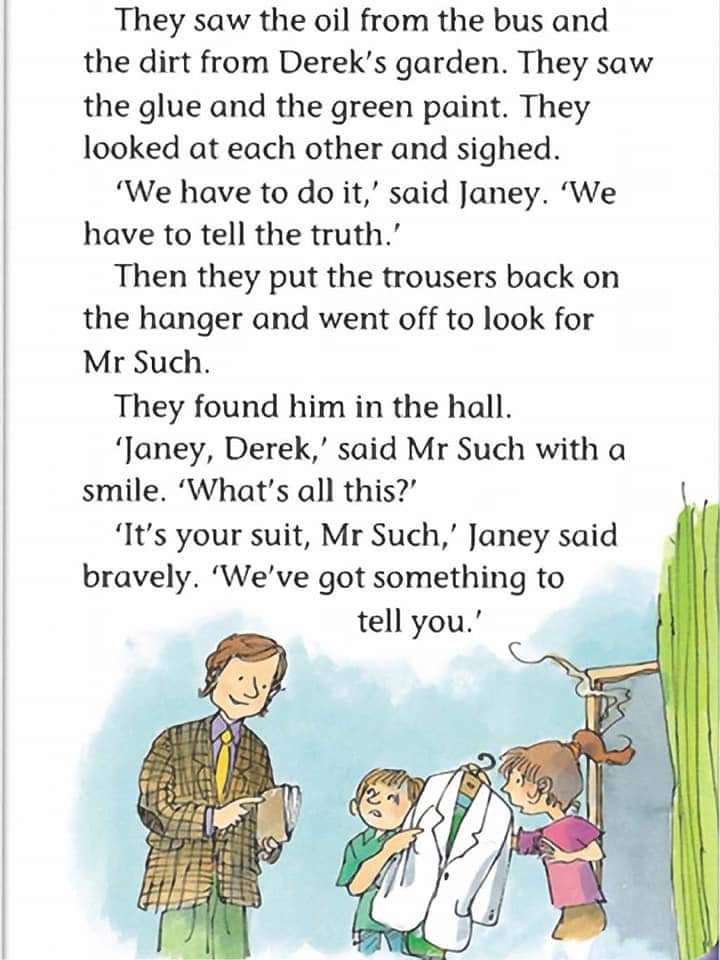 They saw the oil from the bus and
the dirt from Derek's garden. They saw
the glue and the green paint. They
looked at each other and sighed.
‘We have to do it,’ said Janey. ‘We
have to tell the truth.’
Then they put the trousers back on
the hanger and went off to look for
Mr Such.
They found him in the hall.
‘Janey, Derek,’ said Mr Such with a
smile. ‘What's all this?’
‘It's your suit, Mr Such,’ Janey said
bravely. ‘We've got something to
tell you.’